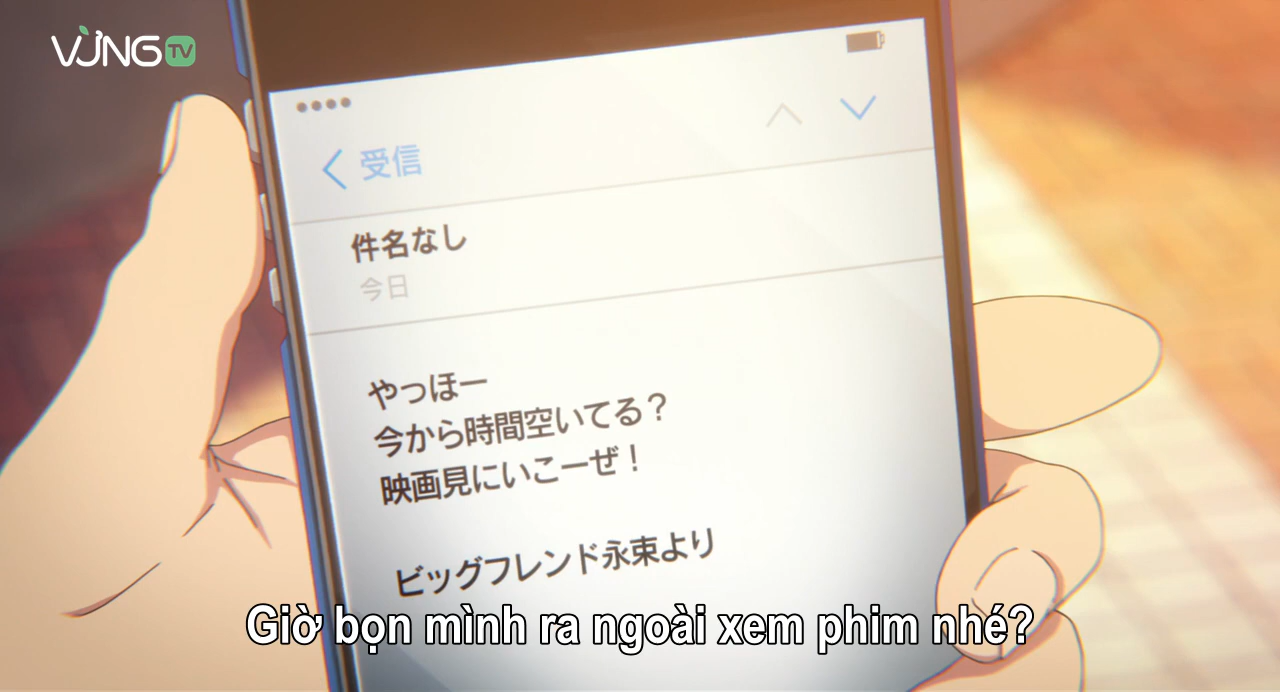 VỪNG TV
受信
件名なし
今日
やっほー
今から時間空いてる？
映画見にいこーぜ！
ビッグフレンド永束より
Giờ bọn mình ra ngoài xem phim nhé?